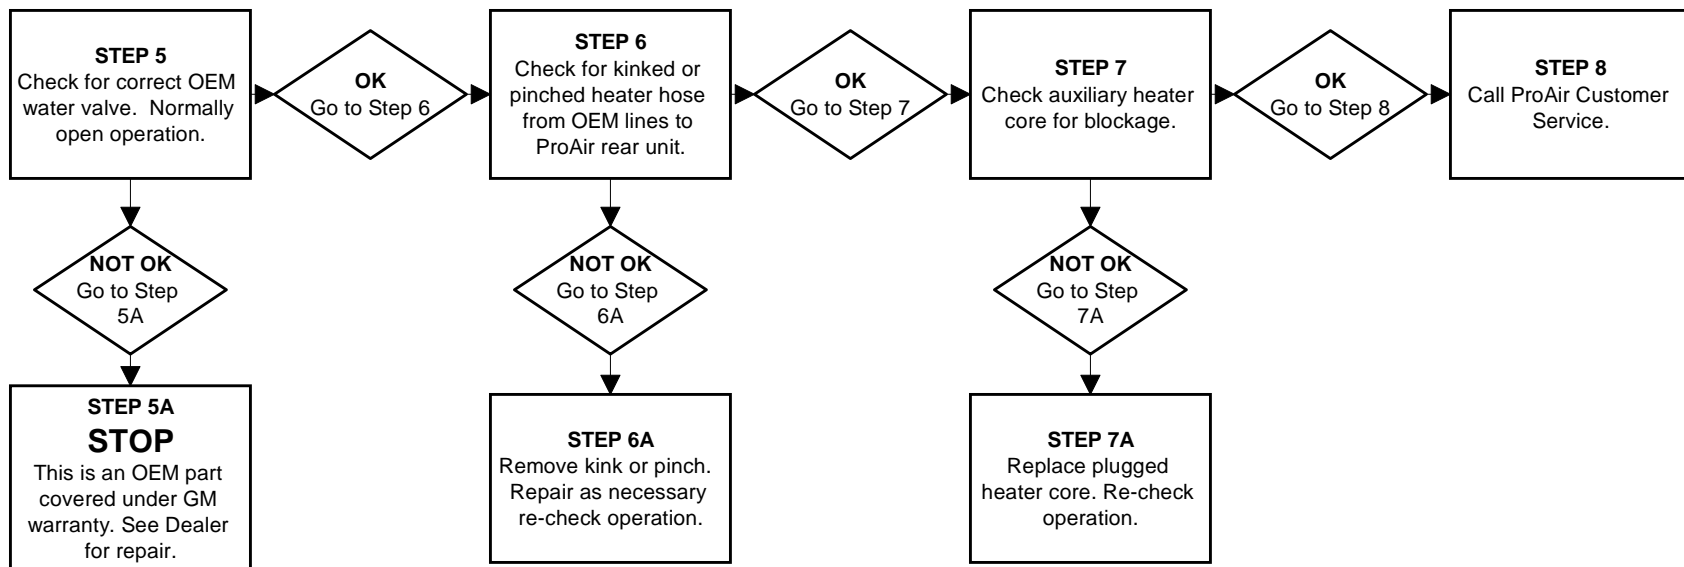 STEP 5
Check for correct OEM
water valve.  Normally
open operation.
OK
Go to Step 6
STEP 6
Check for kinked or
pinched heater hose
from OEM lines to
ProAir rear unit.
OK
Go to Step 7
STEP 7
Check auxiliary heater
core for blockage.
OK
Go to Step 8
STEP 8
Call ProAir Customer
Service.
NOT OK
Go to Step
5A
NOT OK
Go to Step
6A
NOT OK
Go to Step
7A
STEP 5A
STOP
This is an OEM part
covered under GM
warranty. See Dealer
for repair.
STEP 6A
Remove kink or pinch.
Repair as necessary
re-check operation.
STEP 7A
Replace plugged
heater core. Re-check
operation.